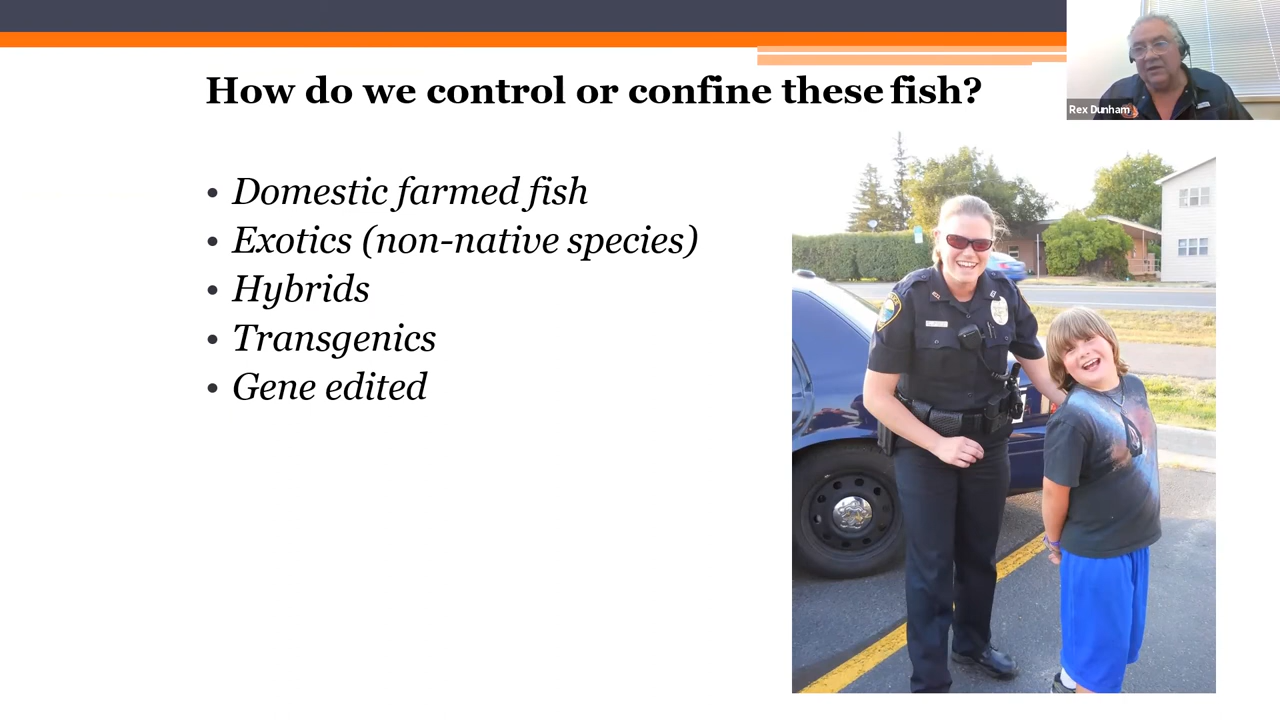 How do we control or confine these fish?
Rex Dunham
• Domestic farmed fish
• Exotics (non-native species)
• Hybrids
• Transgenics
• Gene edited